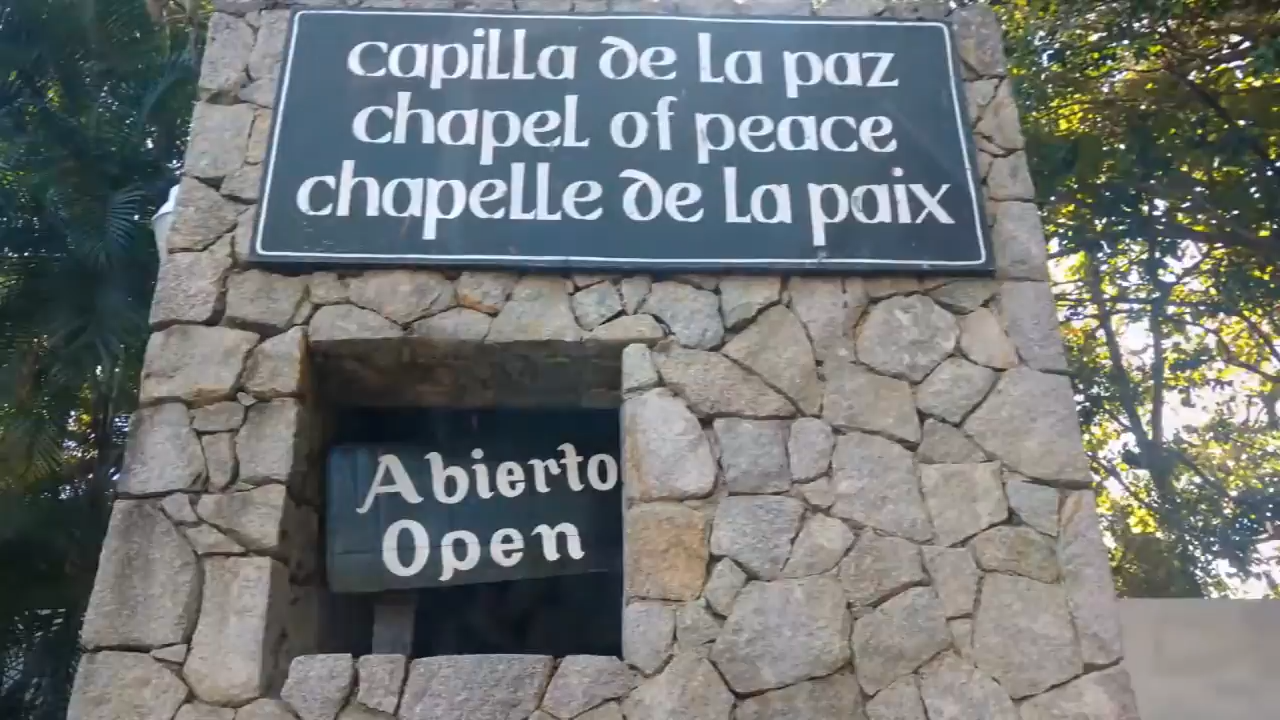 capilla de la paz
chapel of peace
chapelle de la paix
Abierto
Open